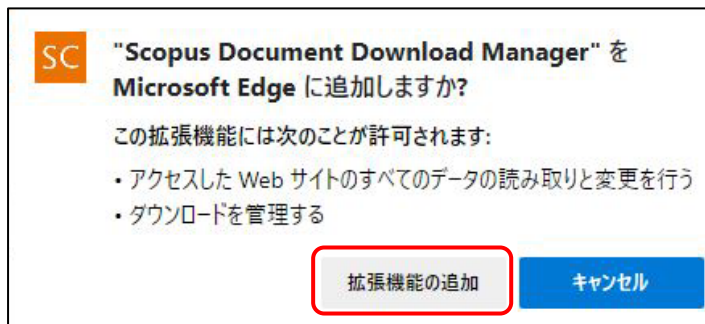 SC
"Scopus Document Download Manager" を
Microsoft Edge に追加しますか?
この拡張機能には次のことが許可されます:
• アクセスした Web サイトのすべてのデータの読み取りと変更を行う
• ダウンロードを管理する
拡張機能の追加
キャンセル